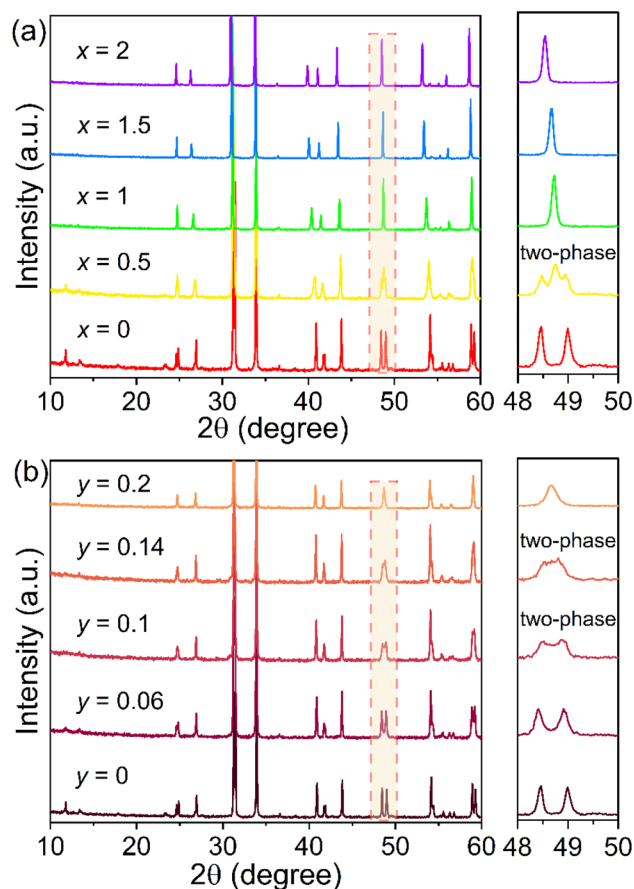 (a)
x = 2
x = 1.5
x = 1
x = 0.5
x = 0
two-phase
Intensity (a.u.)
10 20 30 40 50 60
48 49 50
2θ (degree)
(b)
y = 0.2
y = 0.14
y = 0.1
y = 0.06
y = 0
two-phase
two-phase
Intensity (a.u.)
10 20 30 40 50 60
48 49 50
2θ (degree)